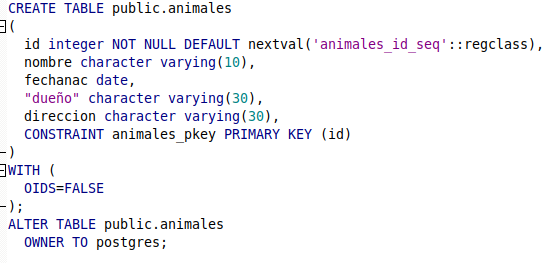 CREATE TABLE public.animales
(
  id integer NOT NULL DEFAULT nextval('animales_id_seq'::regclass),
  nombre character varying(10),
  fechanac date,
  "dueño" character varying(30),
  direccion character varying(30),
  CONSTRAINT animales_pkey PRIMARY KEY (id)
)
WITH (
  OIDS=FALSE
);
ALTER TABLE public.animales
  OWNER TO postgres;